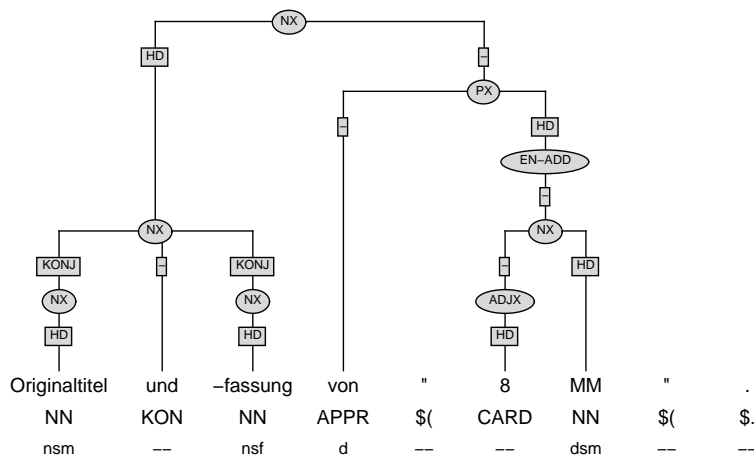 NX
HD –
PX
– HD
EN–ADD
–
NX NX
KONJ – KONJ – HD
NX NX ADJX
HD HD HD
Originaltitel und –fassung von " 8 MM " .
NN KON NN APPR $( CARD NN $( $.
nsm –– nsf d –– –– dsm –– ––